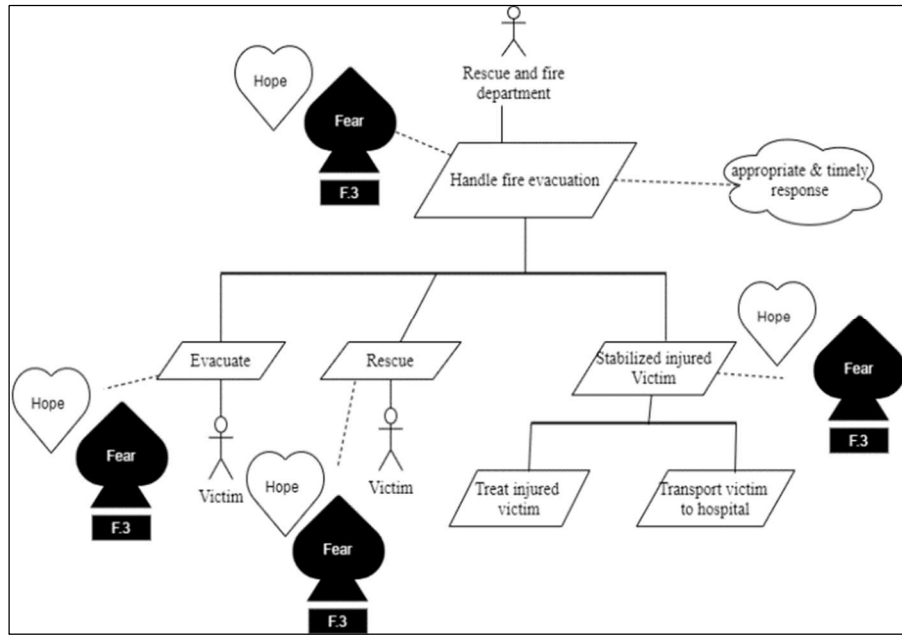 Rescue and fire
department
Hope
Fear
F.3
Handle fire evacuation
appropriate & timely
response
Evacuate
Rescue
Stabilized injured
Victim
Hope
Fear
F.3
Hope
Fear
F.3
Victim
Hope
Fear
F.3
Victim
Treat injured
victim
Transport victim
to hospital